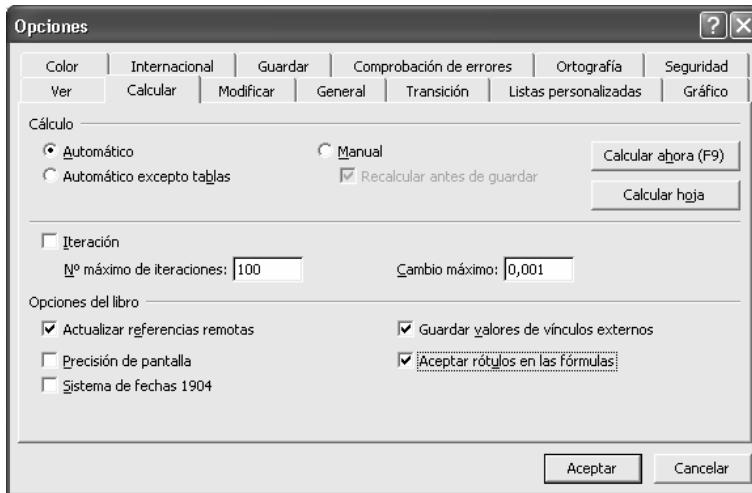 Opciones
Color Internacional Guardar Comprobación de errores Ortografía Seguridad
Ver Calcular Modificar General Transición Listas personalizadas Gráfico
Cálculo
Automático Manual Calcular ahora (F9)
Automático excepto tablas Recalcular antes de guardar
Calcular hoja
Iteración
Nº máximo de iteraciones: 100 Cambio máximo: 0,001
Opciones del libro
Actualizar referencias remotas Guardar valores de vínculos externos
Precisión de pantalla Aceptar rótulos en las fórmulas
Sistema de fechas 1904
Aceptar Cancelar